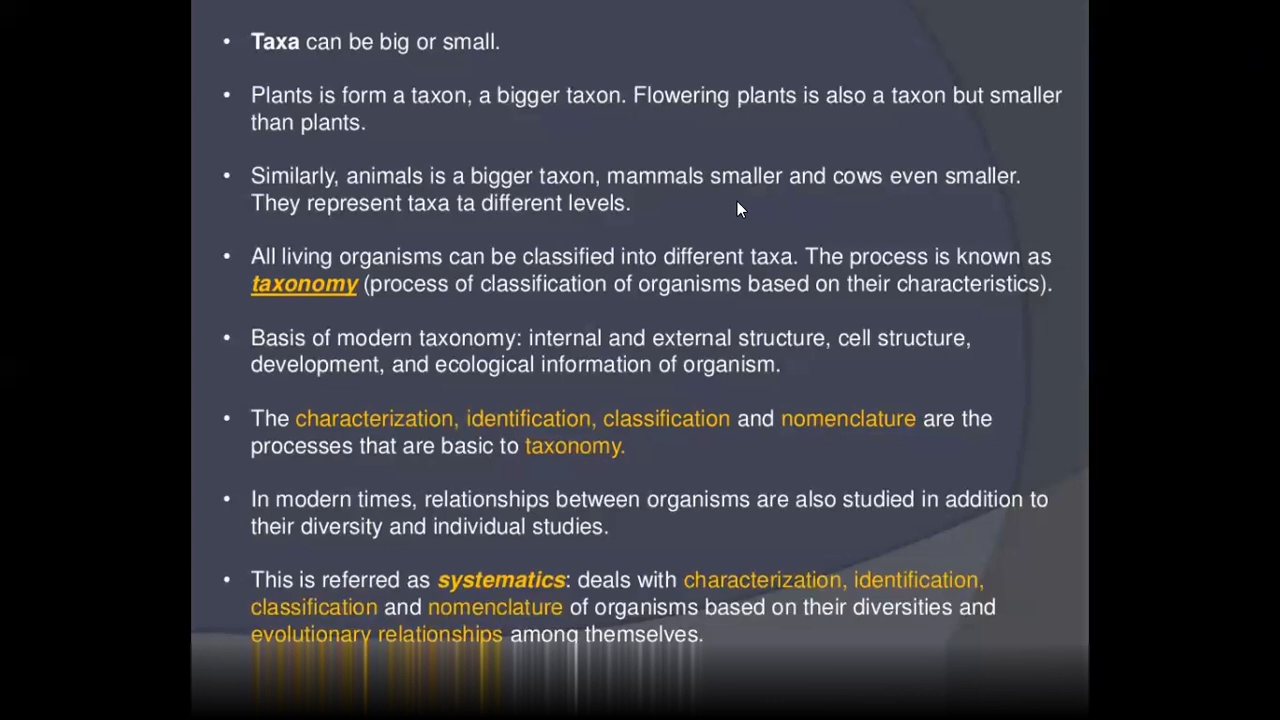 • Taxa can be big or small.
• Plants is form a taxon, a bigger taxon. Flowering plants is also a taxon but smaller
than plants.
• Similarly, animals is a bigger taxon, mammals smaller and cows even smaller.
They represent taxa ta different levels.
• All living organisms can be classified into different taxa. The process is known as
taxonomy (process of classification of organisms based on their characteristics).
• Basis of modern taxonomy: internal and external structure, cell structure,
development, and ecological information of organism.
• The characterization, identification, classification and nomenclature are the
processes that are basic to taxonomy.
• In modern times, relationships between organisms are also studied in addition to
their diversity and individual studies.
• This is referred as systematics: deals with characterization, identification,
classification and nomenclature of organisms based on their diversities and
evolutionary relationships among themselves.